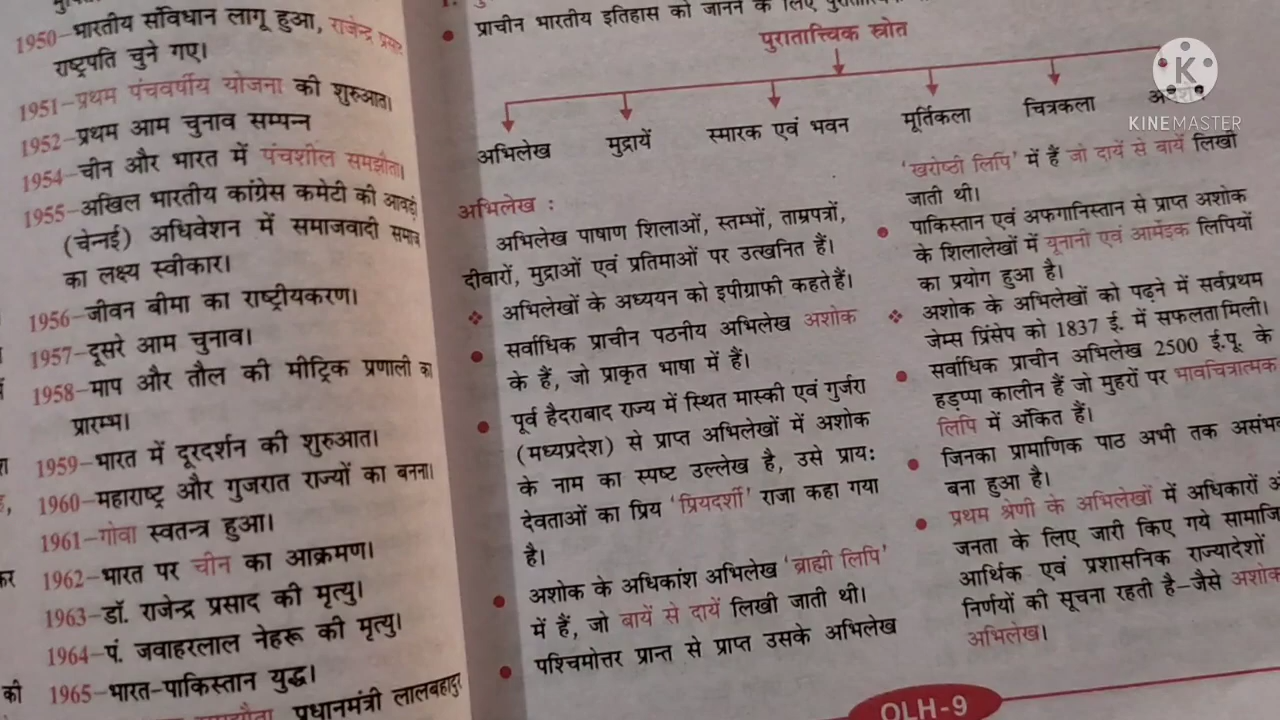 1950–भारतीय संविधान लागू हुआ, राजेन्द्र प्रसाद
राष्ट्रपति चुने गए।
1951–प्रथम पंचवर्षीय योजना की शुरुआत।
1952–प्रथम आम चुनाव सम्पन्न
1954–चीन और भारत में पंचशील समझौता।
1955–अखिल भारतीय कांग्रेस कमेटी की आवड़ी
(चेन्नई) अधिवेशन में समाजवादी समाज
का लक्ष्य स्वीकार।
1956–जीवन बीमा का राष्ट्रीयकरण।
1957–दूसरे आम चुनाव।
1958–माप और तौल की मीट्रिक प्रणाली का
प्रारम्भ।
1959–भारत में दूरदर्शन की शुरुआत।
1960–महाराष्ट्र और गुजरात राज्यों का बनना।
1961–गोवा स्वतन्त्र हुआ।
1962–भारत पर चीन का आक्रमण।
1963–डॉ. राजेन्द्र प्रसाद की मृत्यु।
1964–पं. जवाहरलाल नेहरू की मृत्यु।
1965–भारत-पाकिस्तान युद्ध।
प्रधानमंत्री लालबहादुर
की
प्राचीन भारतीय इतिहास को जानने के लिए
पुरातात्त्विक स्रोत
अभिलेख मुद्रायें स्मारक एवं भवन मूर्तिकला चित्रकला
अभिलेख :
अभिलेख पाषाण शिलाओं, स्तम्भों, ताम्रपत्रों,
दीवारों, मुद्राओं एवं प्रतिमाओं पर उत्खनित हैं।
❖ अभिलेखों के अध्ययन को इपीग्राफी कहते हैं।
● सर्वाधिक प्राचीन पठनीय अभिलेख अशोक
के हैं, जो प्राकृत भाषा में हैं।
● पूर्व हैदराबाद राज्य में स्थित मास्की एवं गुर्जरा
(मध्यप्रदेश) से प्राप्त अभिलेखों में अशोक
के नाम का स्पष्ट उल्लेख है, उसे प्राय:
देवताओं का प्रिय 'प्रियदर्शी' राजा कहा गया
है।
● अशोक के अधिकांश अभिलेख 'ब्राह्मी लिपि'
में हैं, जो बायें से दायें लिखी जाती थी।
● पश्चिमोत्तर प्रान्त से प्राप्त उसके अभिलेख
'खरोष्ठी लिपि' में हैं जो दायें से बायें लिखी
जाती थी।
● पाकिस्तान एवं अफगानिस्तान से प्राप्त अशोक
के शिलालेखों में यूनानी एवं आर्मेइक लिपियों
का प्रयोग हुआ है।
❖ अशोक के अभिलेखों को पढ़ने में सर्वप्रथम
जेम्स प्रिंसेप को 1837 ई. में सफलता मिली।
● सर्वाधिक प्राचीन अभिलेख 2500 ई.पू. के
हड़प्पा कालीन हैं जो मुहरों पर भावचित्रात्मक
लिपि में अंकित हैं।
● जिनका प्रामाणिक पाठ अभी तक असंभव
बना हुआ है।
● प्रथम श्रेणी के अभिलेखों में अधिकारों
जनता के लिए जारी किए गये
आर्थिक एवं प्रशासनिक राज्यादेशों
निर्णयों की सूचना रहती है–जैसे अशोक
अभिलेख।
OLH-9
K
KINEMASTER